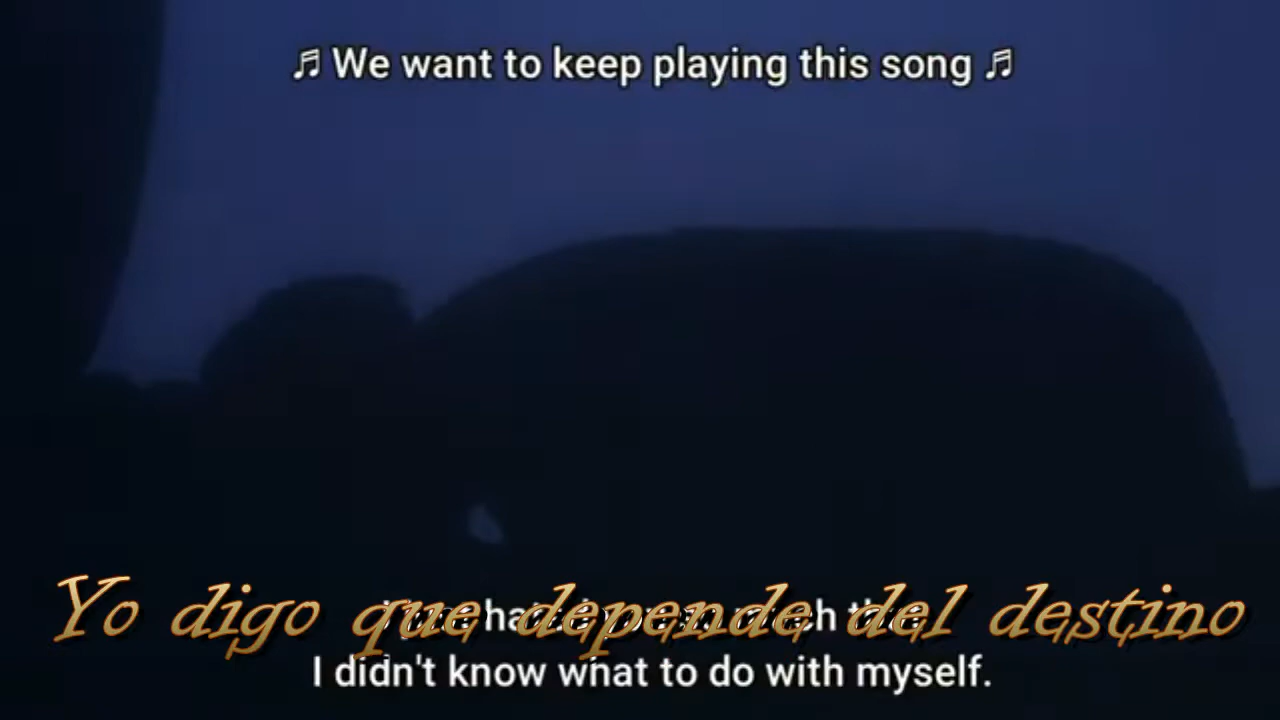 ♬ We want to keep playing this song ♬
Yo digo que depende del destino
I didn't know what to do with myself.